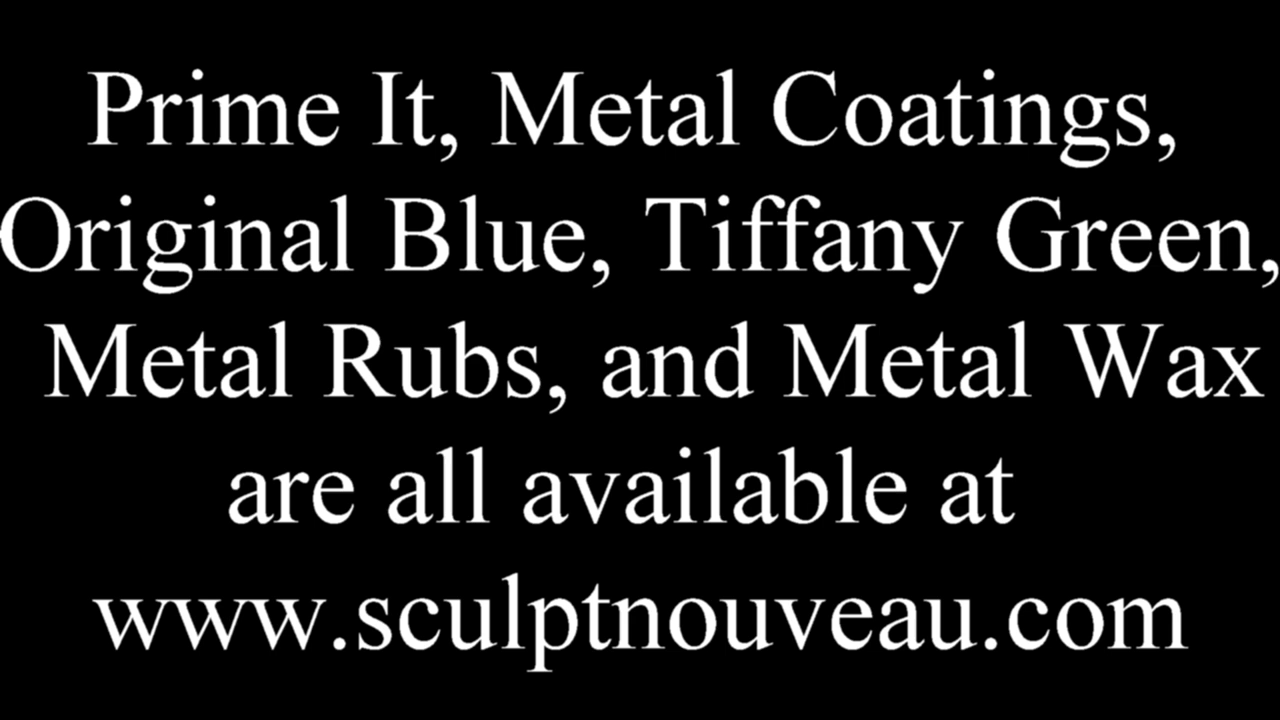 Prime It, Metal Coatings,
Original Blue, Tiffany Green,
Metal Rubs, and Metal Wax
are all available at
www.sculptnouveau.com